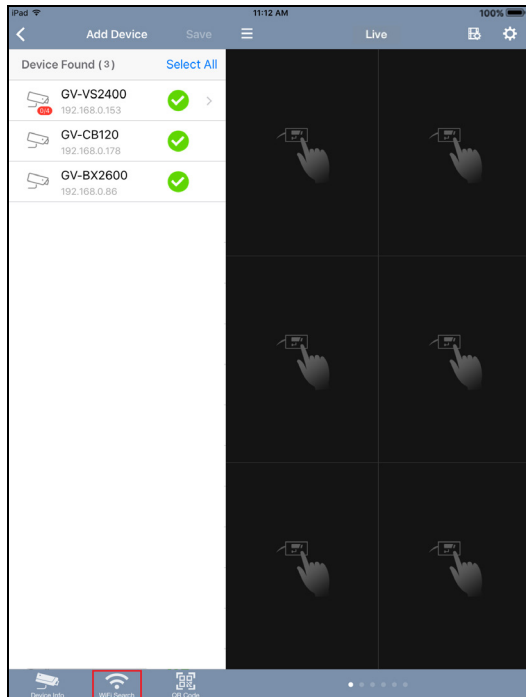 iPad 11:12 AM 100%
Add Device Save Live
Device Found (3) Select All
GV-VS2400
0/4
192.168.0.153
GV-CB120
192.168.0.178
GV-BX2600
192.168.0.86
Device Info WiFi Search QR Code